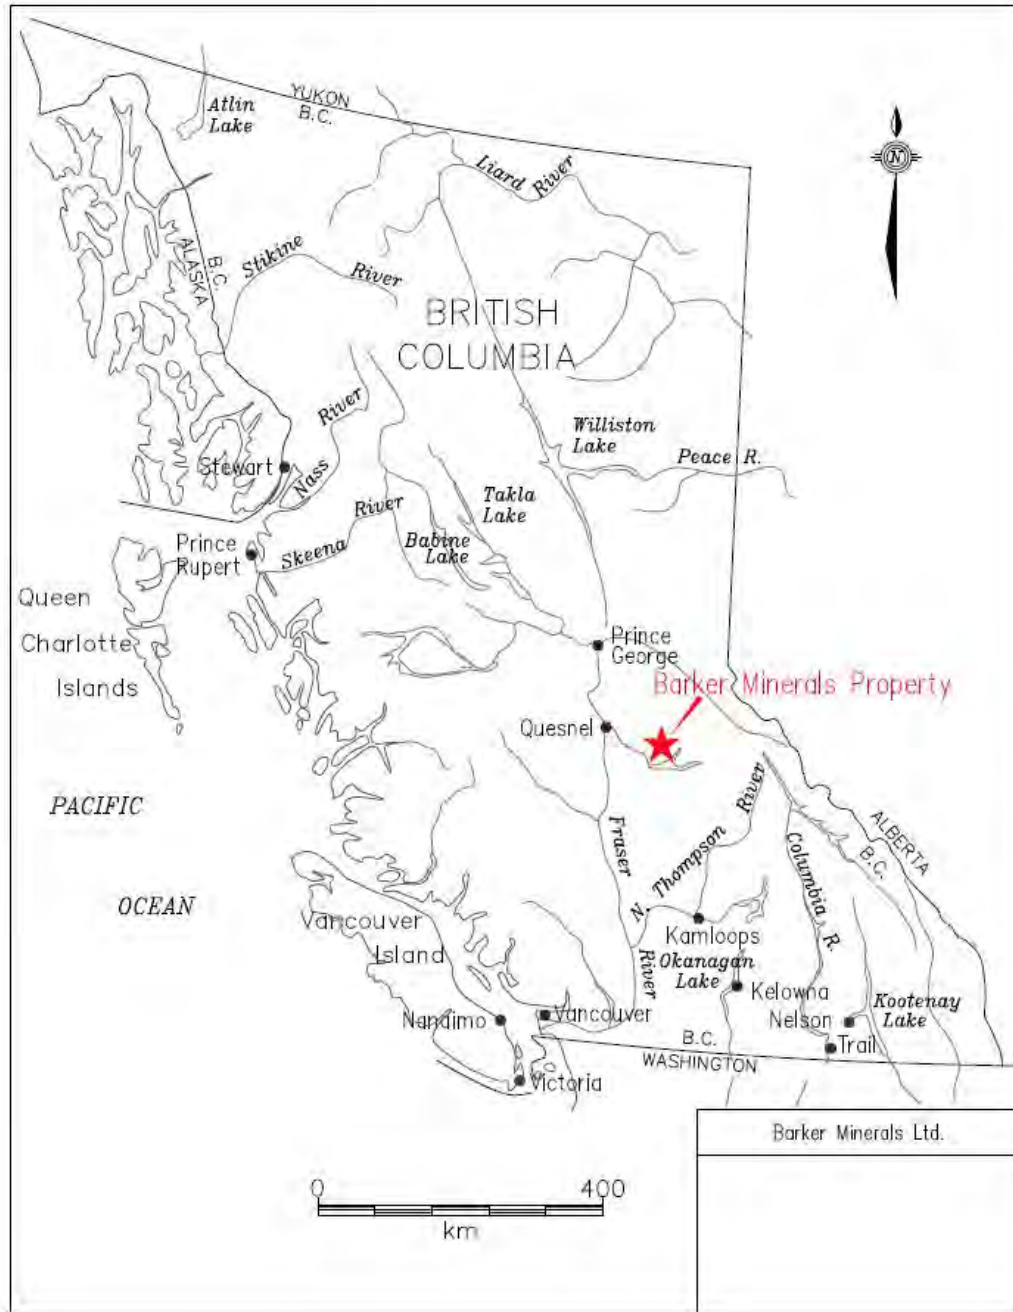 YUKON
B.C.
Atlin
Lake
N
Liard River
ALASKA
B.C.
Stikine River
BRITISH
COLUMBIA
Nass River
Williston
Lake
Peace R.
Stewart
Takla
Lake
Skeena River
Babine
Lake
Prince
Rupert
Queen
Charlotte
Islands
Prince
George
Barker Minerals Property
Quesnel
PACIFIC
OCEAN
Fraser River
N. Thompson River
Columbia R.
ALBERTA
B.C.
Vancouver
Island
Kamloops
Okanagan
Lake
Kelowna
Kootenay
Lake
Nelson
Trail
Nanaimo
Vancouver
Victoria
B.C.
WASHINGTON
Barker Minerals Ltd.
0 400
km